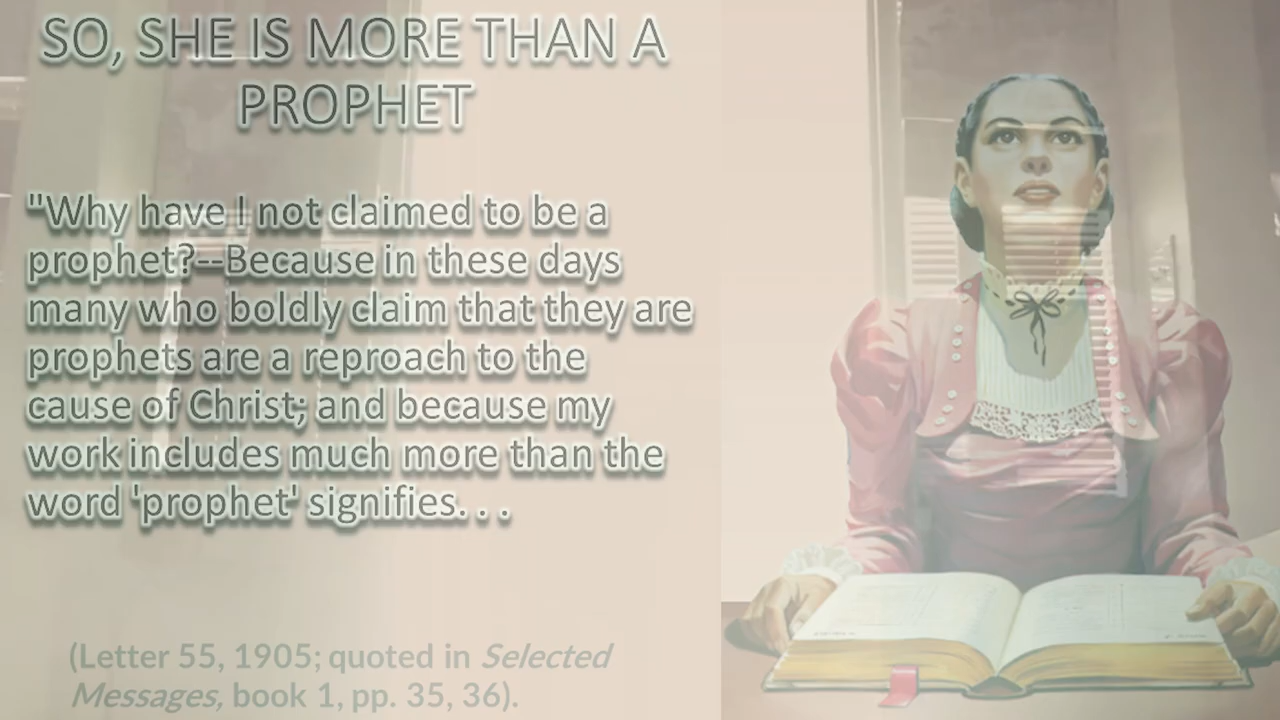 SO, SHE IS MORE THAN A
PROPHET
"Why have I not claimed to be a
prophet?--Because in these days
many who boldly claim that they are
prophets are a reproach to the
cause of Christ; and because my
work includes much more than the
word 'prophet' signifies. . .
(Letter 55, 1905; quoted in Selected
Messages, book 1, pp. 35, 36).